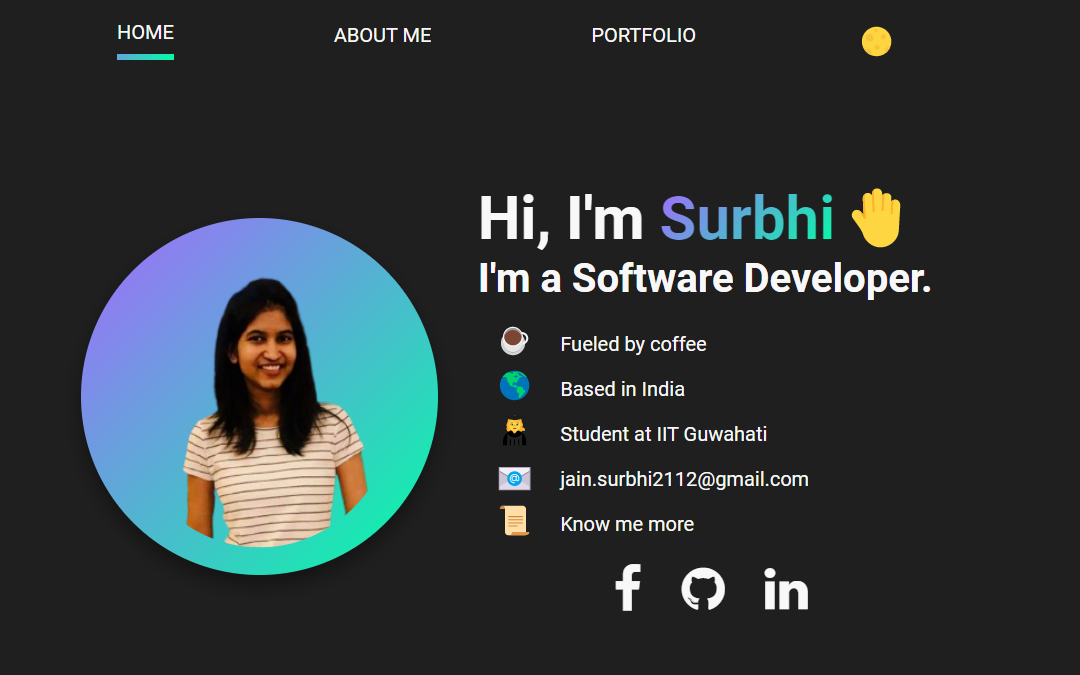 HOME
ABOUT ME
PORTFOLIO
Hi, I'm Surbhi
I'm a Software Developer.
Fueled by coffee
Based in India
Student at IIT Guwahati
jain.surbhi2112@gmail.com
Know me more